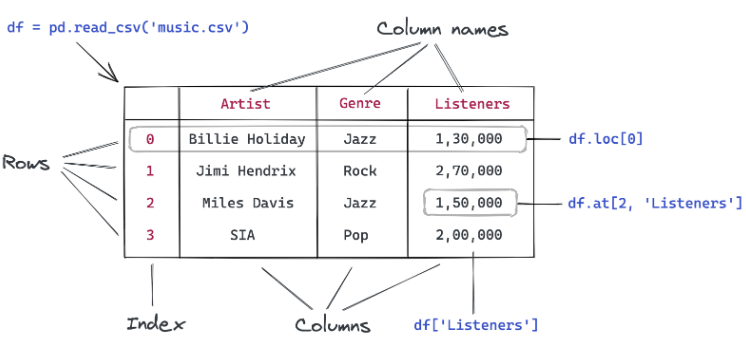 df = pd.read_csv('music.csv')
Column names
Artist Genre Listeners
0 Billie Holiday Jazz 1,30,000 df.loc[0]
Rows
1 Jimi Hendrix Rock 2,70,000
2 Miles Davis Jazz 1,50,000 df.at[2, 'Listeners']
3 SIA Pop 2,00,000
Index Columns df['Listeners']